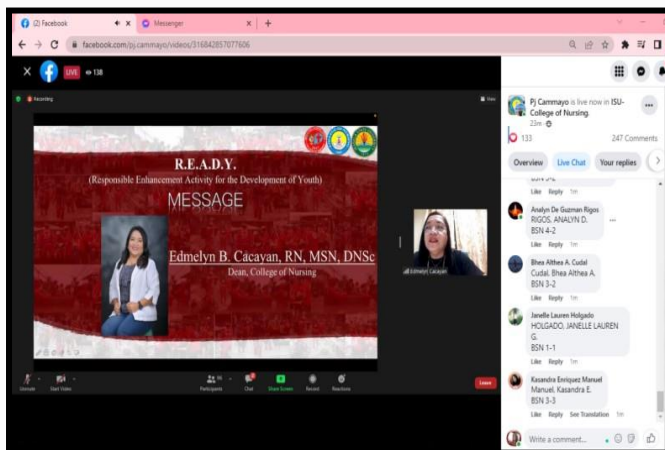 (2) Facebook
Messenger
facebook.com/pj.cammayo/videos/316842857077606
LIVE
138
Recording
View
R.E.A.D.Y.
(Responsible Enhancement Activity for the Development of Youth)
MESSAGE
Edmelyn B. Cacayan, RN, MSN, DNSc
Dean, College of Nursing
Edmelyn Cacayan
Unmute
Start Video
Participants
Chat
Share Screen
Record
Reactions
Leave
Pj Cammayo is live now in ISU-
College of Nursing.
23m
133
247 Comments
Overview
Live Chat
Your replies
Like Reply 1m
Analyn De Guzman Rigos
RIGOS, ANALYN D.
BSN 4-2
Like Reply 1m
Bhea Althea A. Cudal
Cudal, Bhea Althea A.
BSN 3-2
Like Reply 1m
Janelle Lauren Holgado
HOLGADO, JANELLE LAUREN
G.
BSN 1-1
Like Reply 1m
Kasandra Enriquez Manuel
Manuel, Kasandra E.
BSN 3-3
Like Reply See Translation 1m
Write a comment...